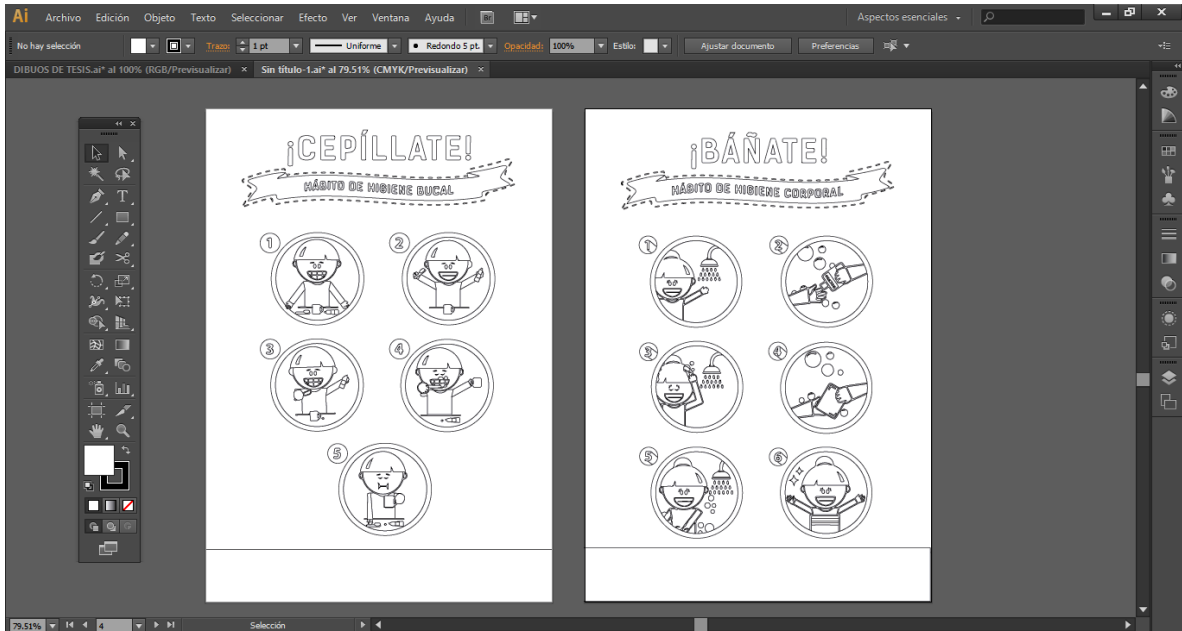 Ai Archivo Edición Objeto Texto Seleccionar Efecto Ver Ventana Ayuda Br Aspectos esenciales
No hay selección Trazo: 1 pt Uniforme Redondo 5 pt. Opacidad: 100% Estilo: Ajustar documento Preferencias
DIBUOS DE TESIS.ai* al 100% (RGB/Previsualizar) × Sin título-1.ai* al 79.51% (CMYK/Previsualizar) ×
¡CEPÍLLATE!
HÁBITO DE HIGIENE BUCAL
1
2
3
4
5
¡BÁÑATE!
HÁBITO DE HIGIENE CORPORAL
1
2
3
4
5
6
79.51% 4 Selección